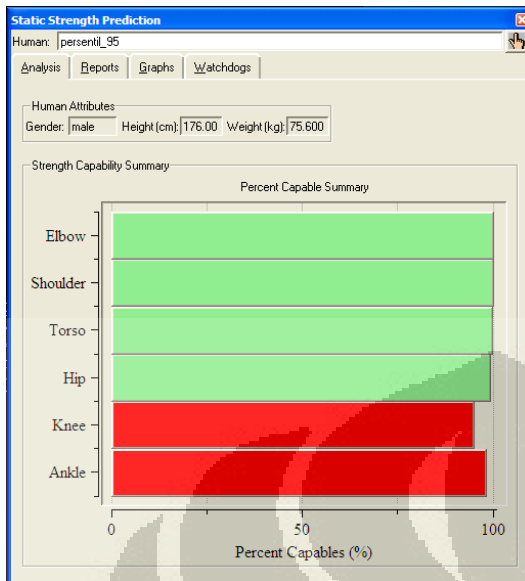 Static Strength Prediction
Human: persentil_95
Analysis Reports Graphs Watchdogs
Human Attributes
Gender: male Height (cm): 176.00 Weight (kg): 75.600
Strength Capability Summary
Percent Capable Summary
Elbow
Shoulder
Torso
Hip
Knee
Ankle
0 50 100
Percent Capables (%)